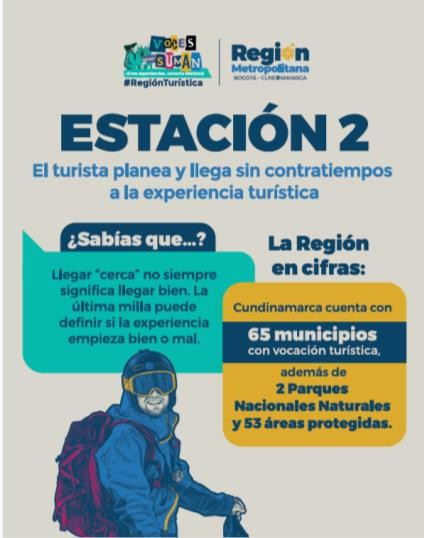 VOCES
SUMAN
#RegiónTurística
Región
Metropolitana
BOGOTÁ - CUNDINAMARCA
ESTACIÓN 2
El turista planea y llega sin contratiempos
a la experiencia turística
¿Sabías que...?
Llegar "cerca" no siempre
significa llegar bien. La
última milla puede
definir si la experiencia
empieza bien o mal.
La Región
en cifras:
Cundinamarca cuenta con
65 municipios
con vocación turística,
además de
2 Parques
Nacionales Naturales
y 53 áreas protegidas.